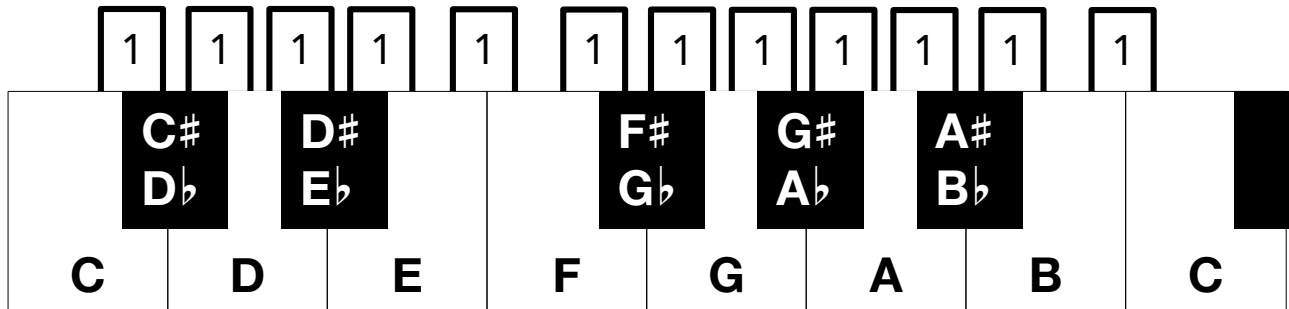 1 1 1 1 1 1 1 1 1 1 1 1
C♯ D♯ F♯ G♯ A♯
D♭ E♭ G♭ A♭ B♭
C D E F G A B C